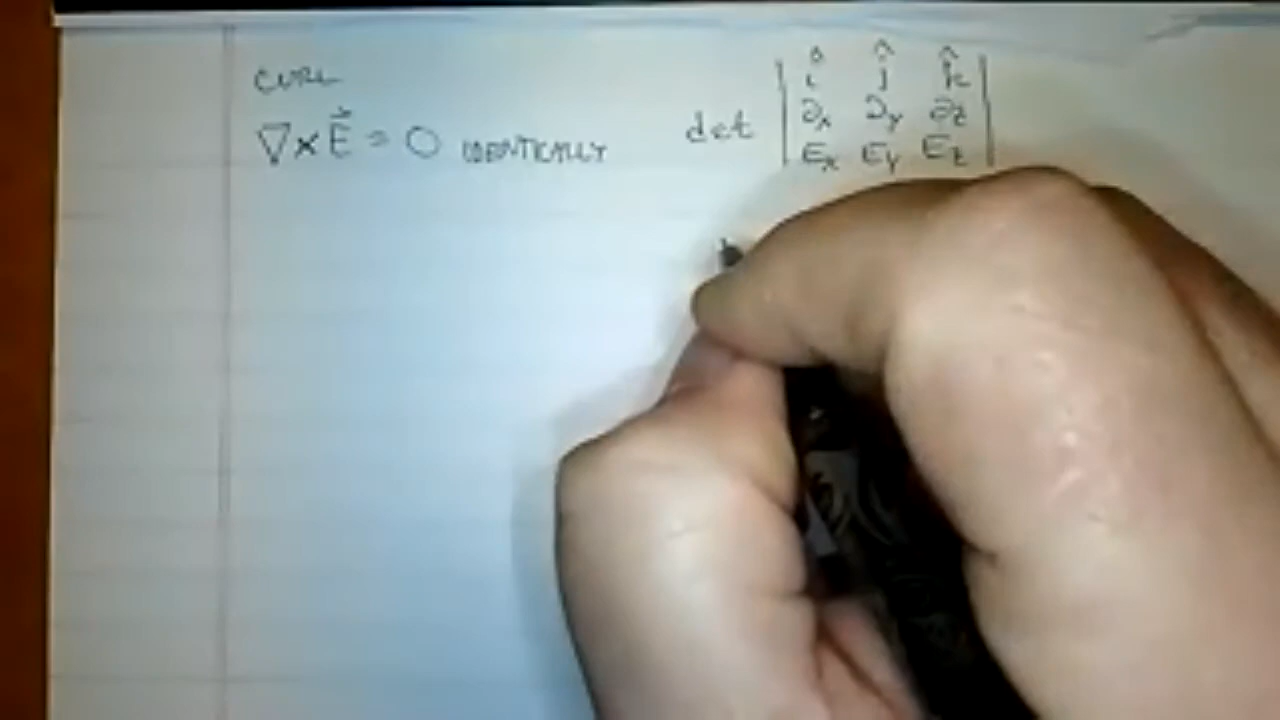 CURL
∇×E⃗ = 0 IDENTICALLY
det | î ĵ k̂ |
| ∂x ∂y ∂z |
| Ex Ey Ez |